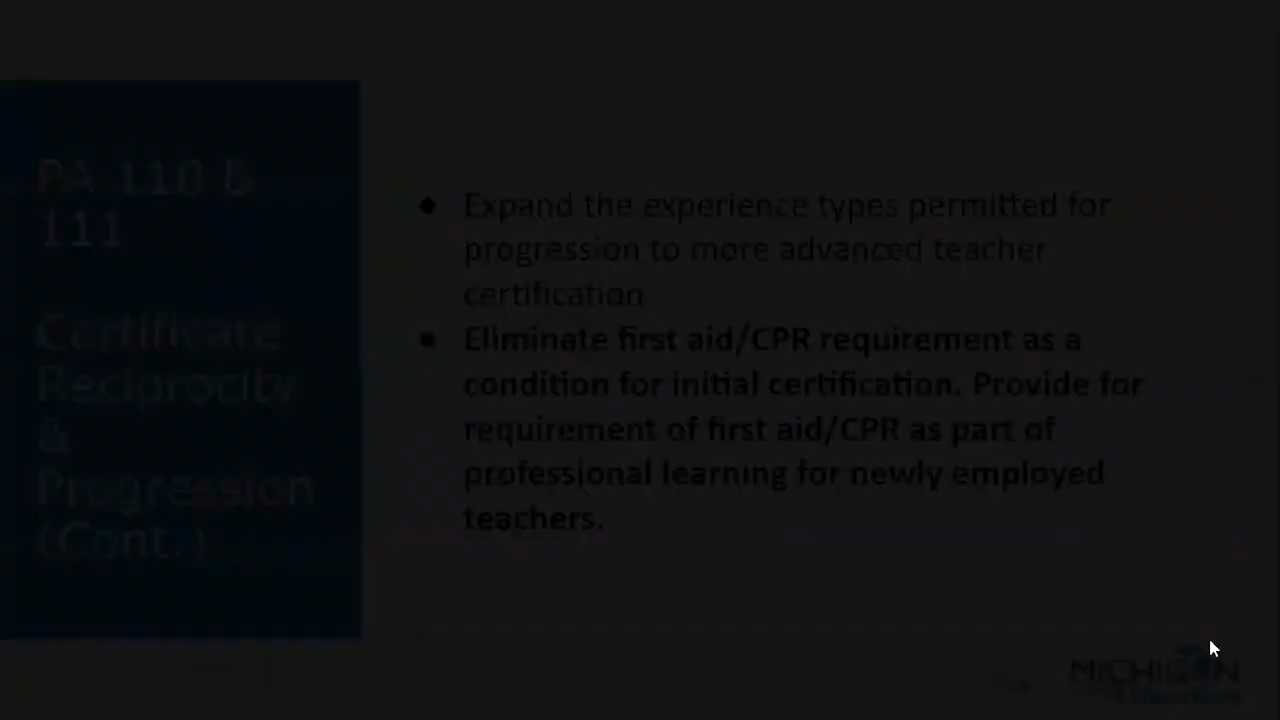 PA 110 &
111
Certificate
Reciprocity
&
Progression
(Cont.)
● Expand the experience types permitted for
progression to more advanced teacher
certification
● Eliminate first aid/CPR requirement as a
condition for initial certification. Provide for
requirement of first aid/CPR as part of
professional learning for newly employed
teachers.
MICHIGAN